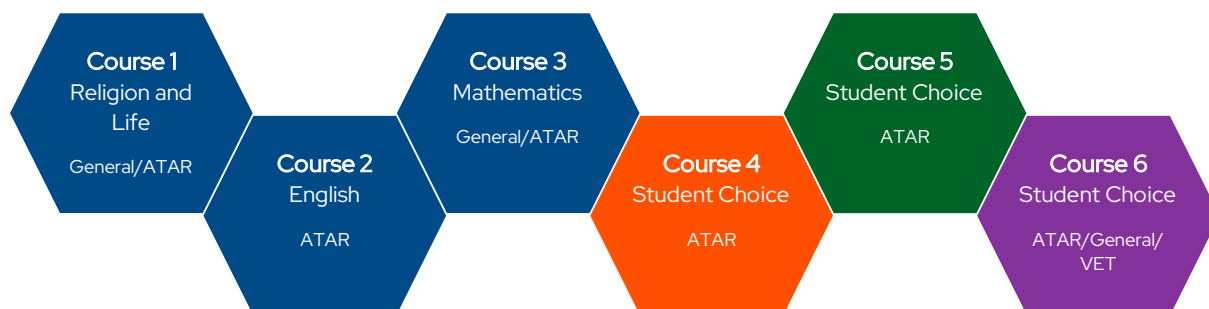 Course 1
Religion and
Life
General/ATAR
Course 2
English
ATAR
Course 3
Mathematics
General/ATAR
Course 4
Student Choice
ATAR
Course 5
Student Choice
ATAR
Course 6
Student Choice
ATAR/General/
VET